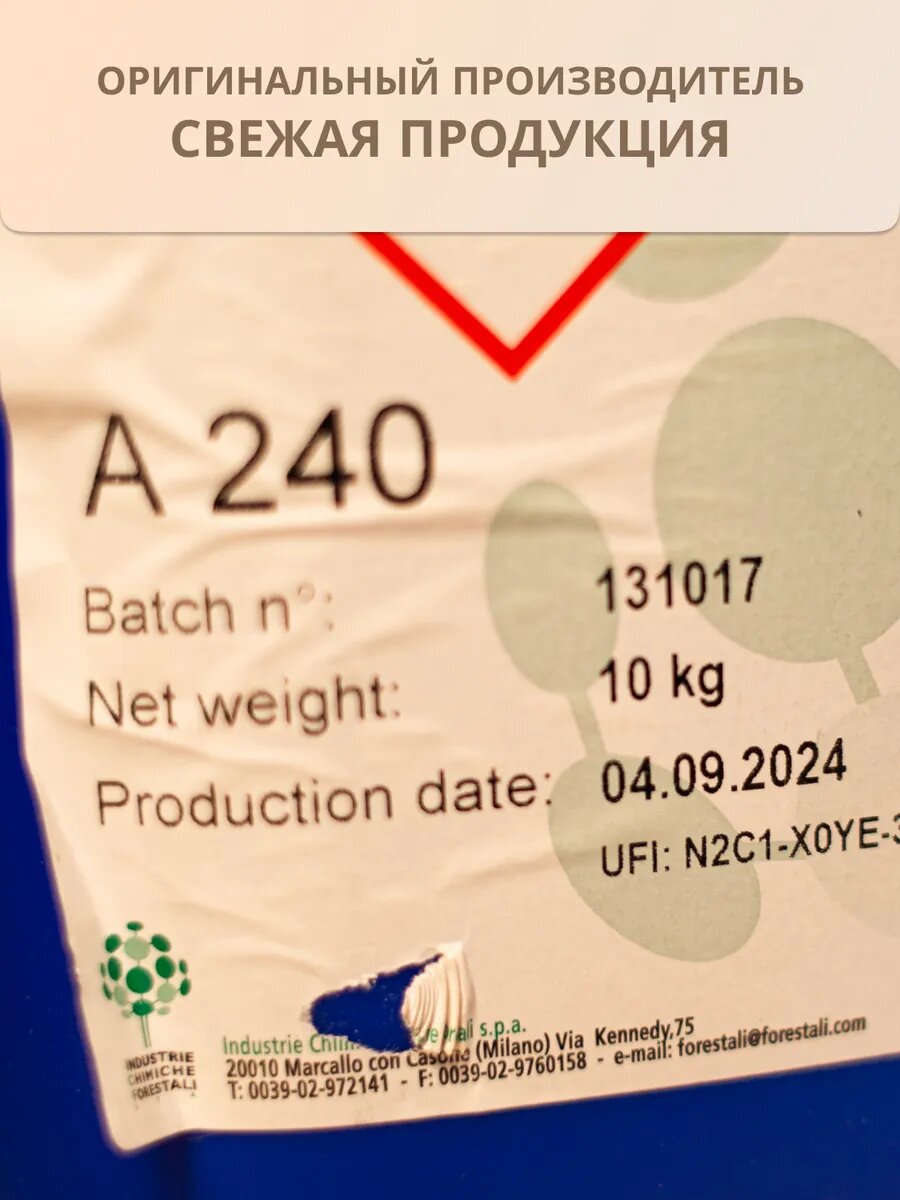 ОРИГИНАЛЬНЫЙ ПРОИЗВОДИТЕЛЬ
СВЕЖАЯ ПРОДУКЦИЯ
A 240
Batch n°: 131017
Net weight: 10 kg
Production date: 04.09.2024
UFI: N2C1-X0YE-
INDUSTRIE
CHIMICHE
FORESTALI
Industrie s.p.a.
20010 Marcallo con Casone (Milano) Via Kennedy,75
T: 0039-02-972141 - F: 0039-02-9760158 - e-mail: forestali@forestali.com